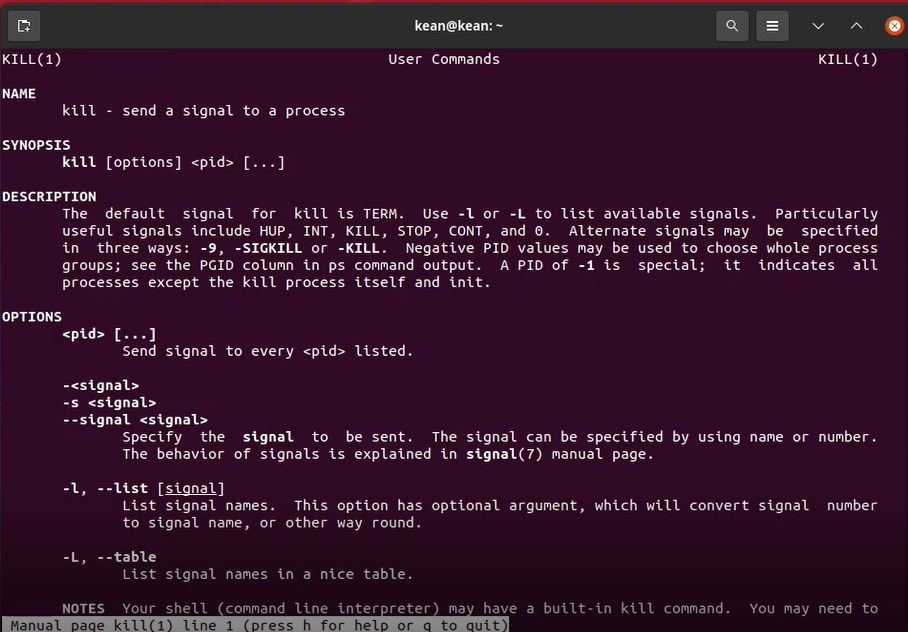 kean@kean: ~
KILL(1) User Commands KILL(1)
NAME
kill - send a signal to a process
SYNOPSIS
kill [options] <pid> [...]
DESCRIPTION
The default signal for kill is TERM. Use -l or -L to list available signals. Particularly
useful signals include HUP, INT, KILL, STOP, CONT, and 0. Alternate signals may be specified
in three ways: -9, -SIGKILL or -KILL. Negative PID values may be used to choose whole process
groups; see the PGID column in ps command output. A PID of -1 is special; it indicates all
processes except the kill process itself and init.
OPTIONS
<pid> [...]
Send signal to every <pid> listed.
-<signal>
-s <signal>
--signal <signal>
Specify the signal to be sent. The signal can be specified by using name or number.
The behavior of signals is explained in signal(7) manual page.
-l, --list [signal]
List signal names. This option has optional argument, which will convert signal number
to signal name, or other way round.
-L, --table
List signal names in a nice table.
NOTES Your shell (command line interpreter) may have a built-in kill command. You may need to
Manual page kill(1) line 1 (press h for help or q to quit)